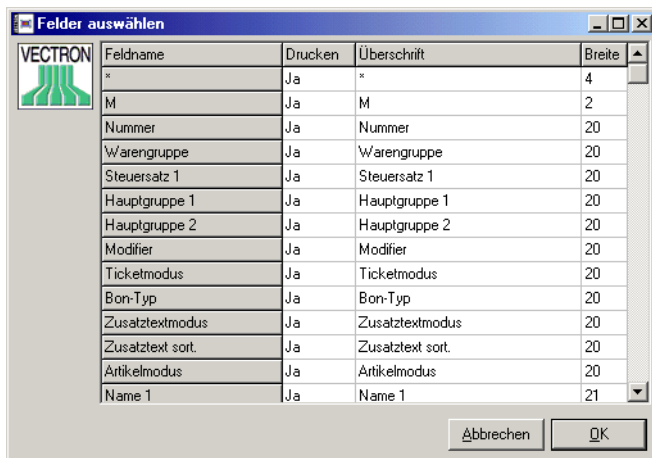 Felder auswählen
VECTRON
Feldname Drucken Überschrift Breite
* Ja * 4
M Ja M 2
Nummer Ja Nummer 20
Warengruppe Ja Warengruppe 20
Steuersatz 1 Ja Steuersatz 1 20
Hauptgruppe 1 Ja Hauptgruppe 1 20
Hauptgruppe 2 Ja Hauptgruppe 2 20
Modifier Ja Modifier 20
Ticketmodus Ja Ticketmodus 20
Bon-Typ Ja Bon-Typ 20
Zusatztextmodus Ja Zusatztextmodus 20
Zusatztext sort. Ja Zusatztext sort. 20
Artikelmodus Ja Artikelmodus 20
Name 1 Ja Name 1 21
Abbrechen OK